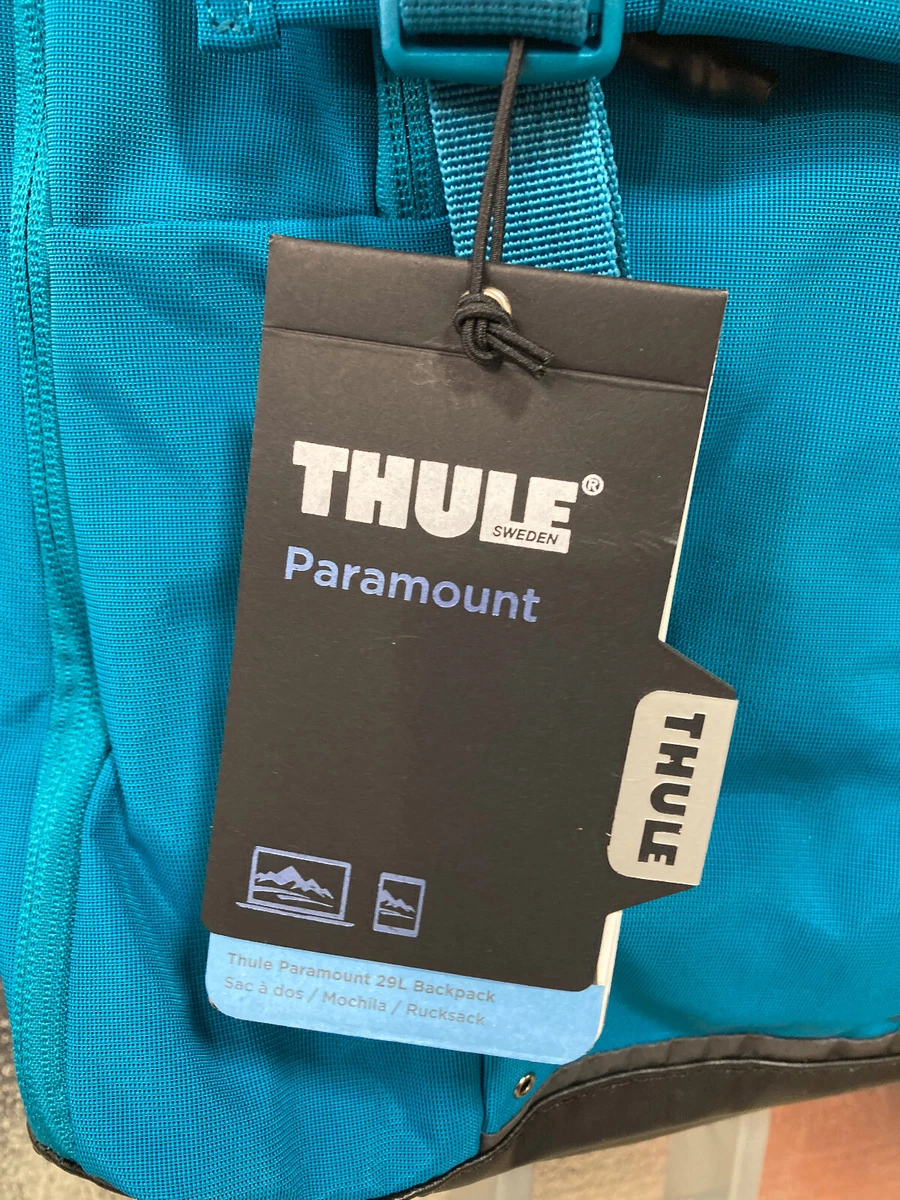 THULE®
SWEDEN
Paramount
THULE
Thule Paramount 29L Backpack
Sac à dos / Mochila / Rucksack